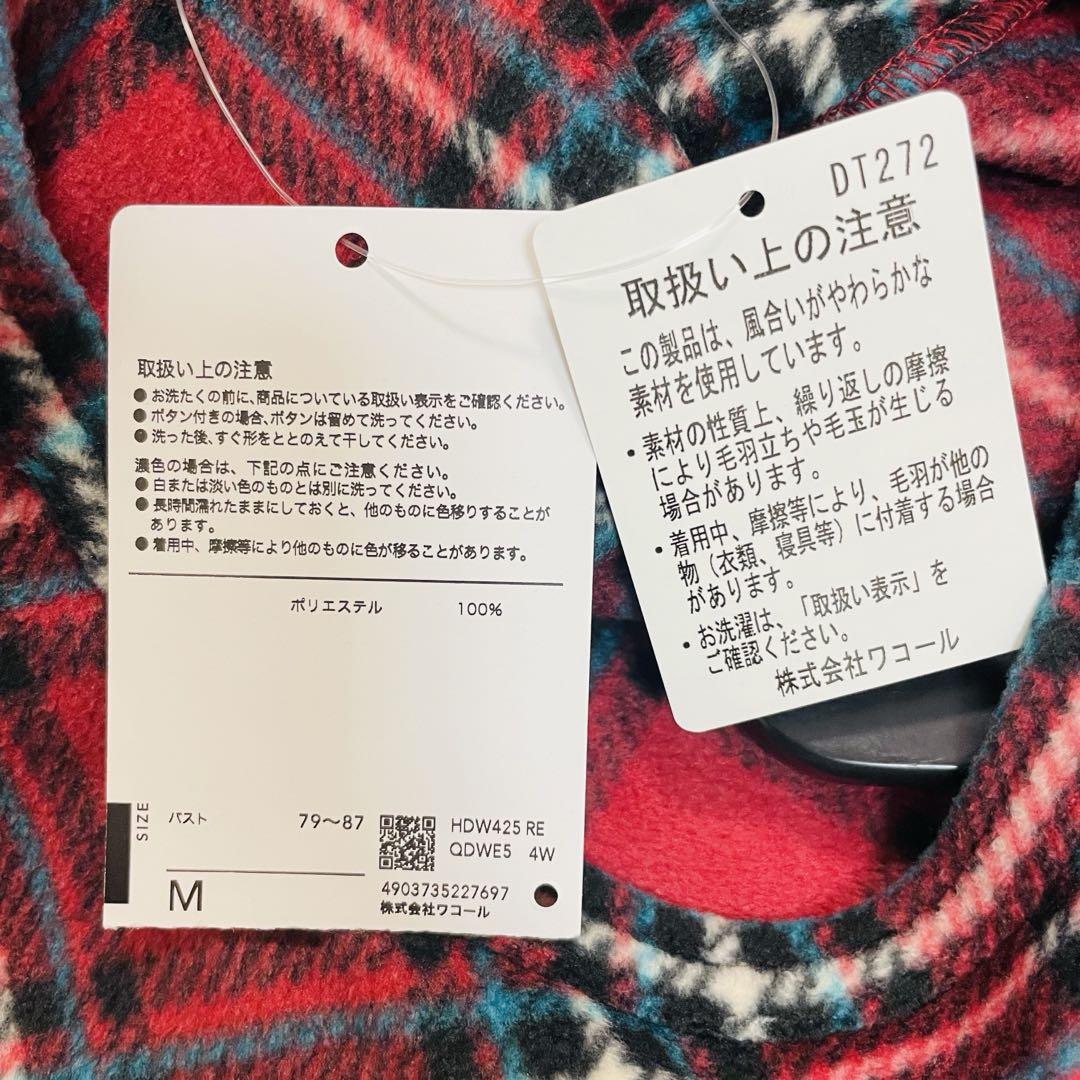 取扱い上の注意
●お洗たくの前に、商品についている取扱い表示をご確認ください。
●ボタン付きの場合、ボタンは留めて洗ってください。
●洗った後、すぐ形をととのえて干してください。
濃色の場合は、下記の点にご注意ください。
●白または淡い色のものとは別に洗ってください。
●長時間濡れたままにしておくと、他のものに色移りすることが
あります。
●着用中、摩擦等により他のものに色が移ることがあります。
ポリエステル 100%
SIZE
バスト 79〜87
M
HDW425 RE
QDWE5 4W
4903735227697
株式会社ワコール
DT272
取扱い上の注意
この製品は、風合いがやわらかな
素材を使用しています。
・素材の性質上、繰り返しの摩擦
により毛羽立ちや毛玉が生じる
場合があります。
・着用中、摩擦等により、毛羽が他の
物（衣類、寝具等）に付着する場合
があります。
・お洗濯は、「取扱い表示」を
ご確認ください。
株式会社ワコール